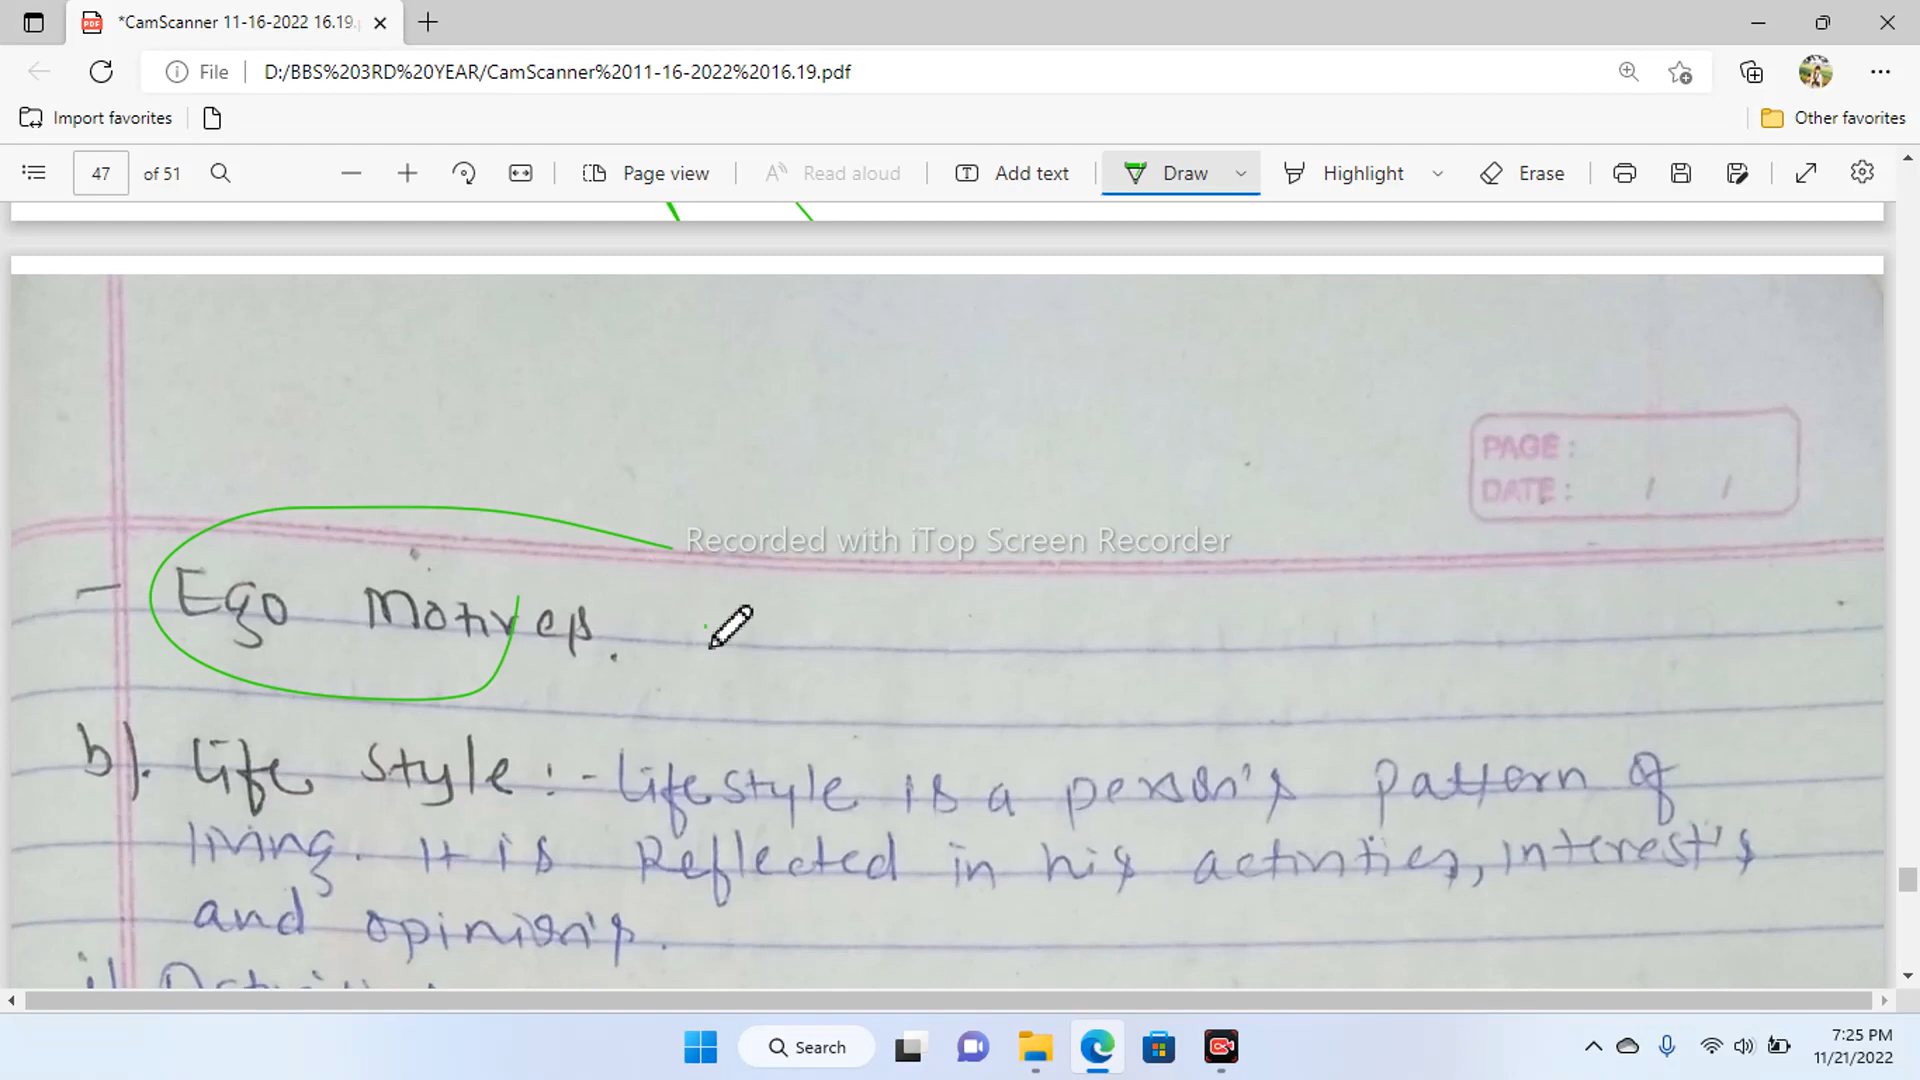 *CamScanner 11-16-2022 16.19.p
File
D:/BBS%203RD%20YEAR/CamScanner%2011-16-2022%2016.19.pdf
Import favorites
Other favorites
47 of 51
Page view
Read aloud
Add text
Draw
Highlight
Erase
PAGE :
DATE : / /
Recorded with iTop Screen Recorder
- Ego Motives.
b). Life Style :- Lifestyle is a person's pattern of
living. It is Reflected in his activities, interest's
and opinion's.
Search
7:25 PM
11/21/2022